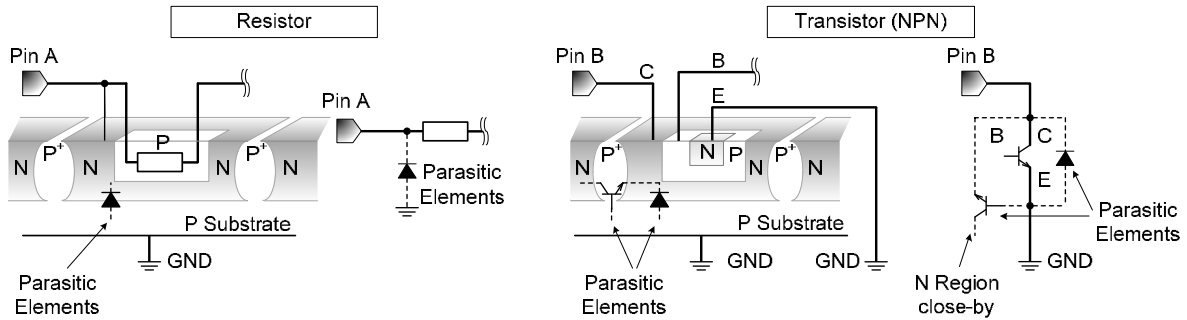 Resistor
Pin A
N
P+
N
P
N
P+
N
P Substrate
GND
Parasitic
Elements
Pin A
Parasitic
Elements
Transistor (NPN)
Pin B
C
B
E
N
P+
N
N
P
N
P+
N
P Substrate
GND
GND
Parasitic
Elements
Pin B
B
C
E
Parasitic
Elements
GND
N Region
close-by